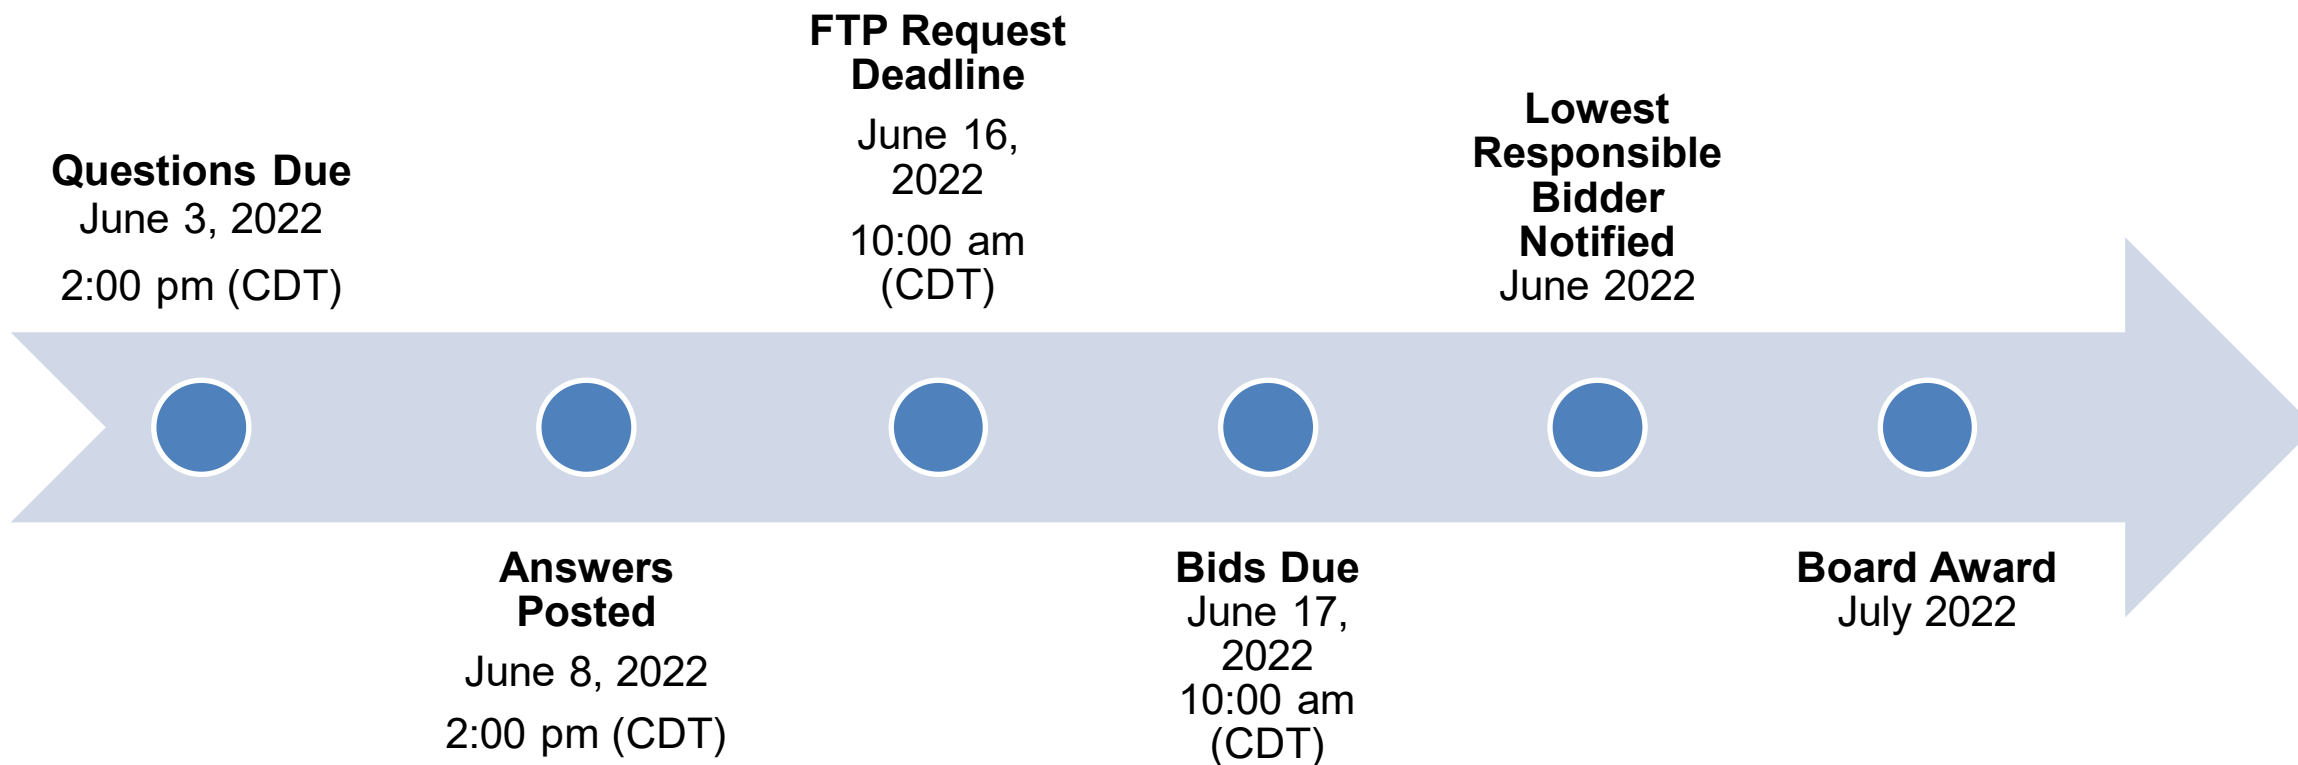 Questions Due
June 3, 2022
2:00 pm (CDT)
Answers
Posted
June 8, 2022
2:00 pm (CDT)
FTP Request
Deadline
June 16,
2022
10:00 am
(CDT)
Bids Due
June 17,
2022
10:00 am
(CDT)
Lowest
Responsible
Bidder
Notified
June 2022
Board Award
July 2022